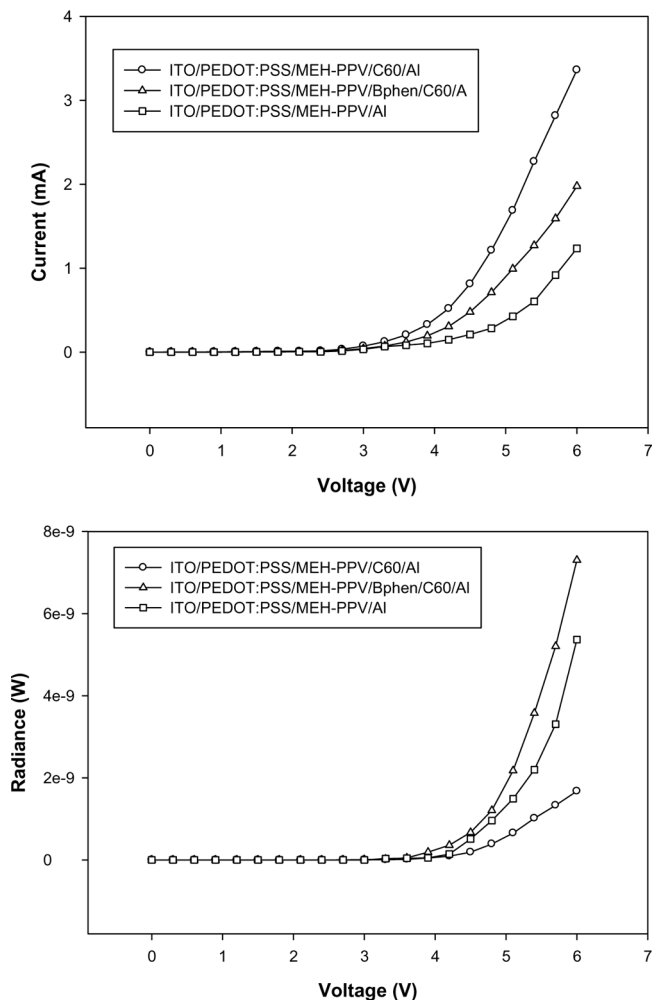 4
3
2
1
0
Current (mA)
ITO/PEDOT:PSS/MEH-PPV/C60/Al
ITO/PEDOT:PSS/MEH-PPV/Bphen/C60/A
ITO/PEDOT:PSS/MEH-PPV/Al
0 1 2 3 4 5 6 7
Voltage (V)
8e-9
6e-9
4e-9
2e-9
0
Radiance (W)
ITO/PEDOT:PSS/MEH-PPV/C60/Al
ITO/PEDOT:PSS/MEH-PPV/Bphen/C60/Al
ITO/PEDOT:PSS/MEH-PPV/Al
0 1 2 3 4 5 6 7
Voltage (V)